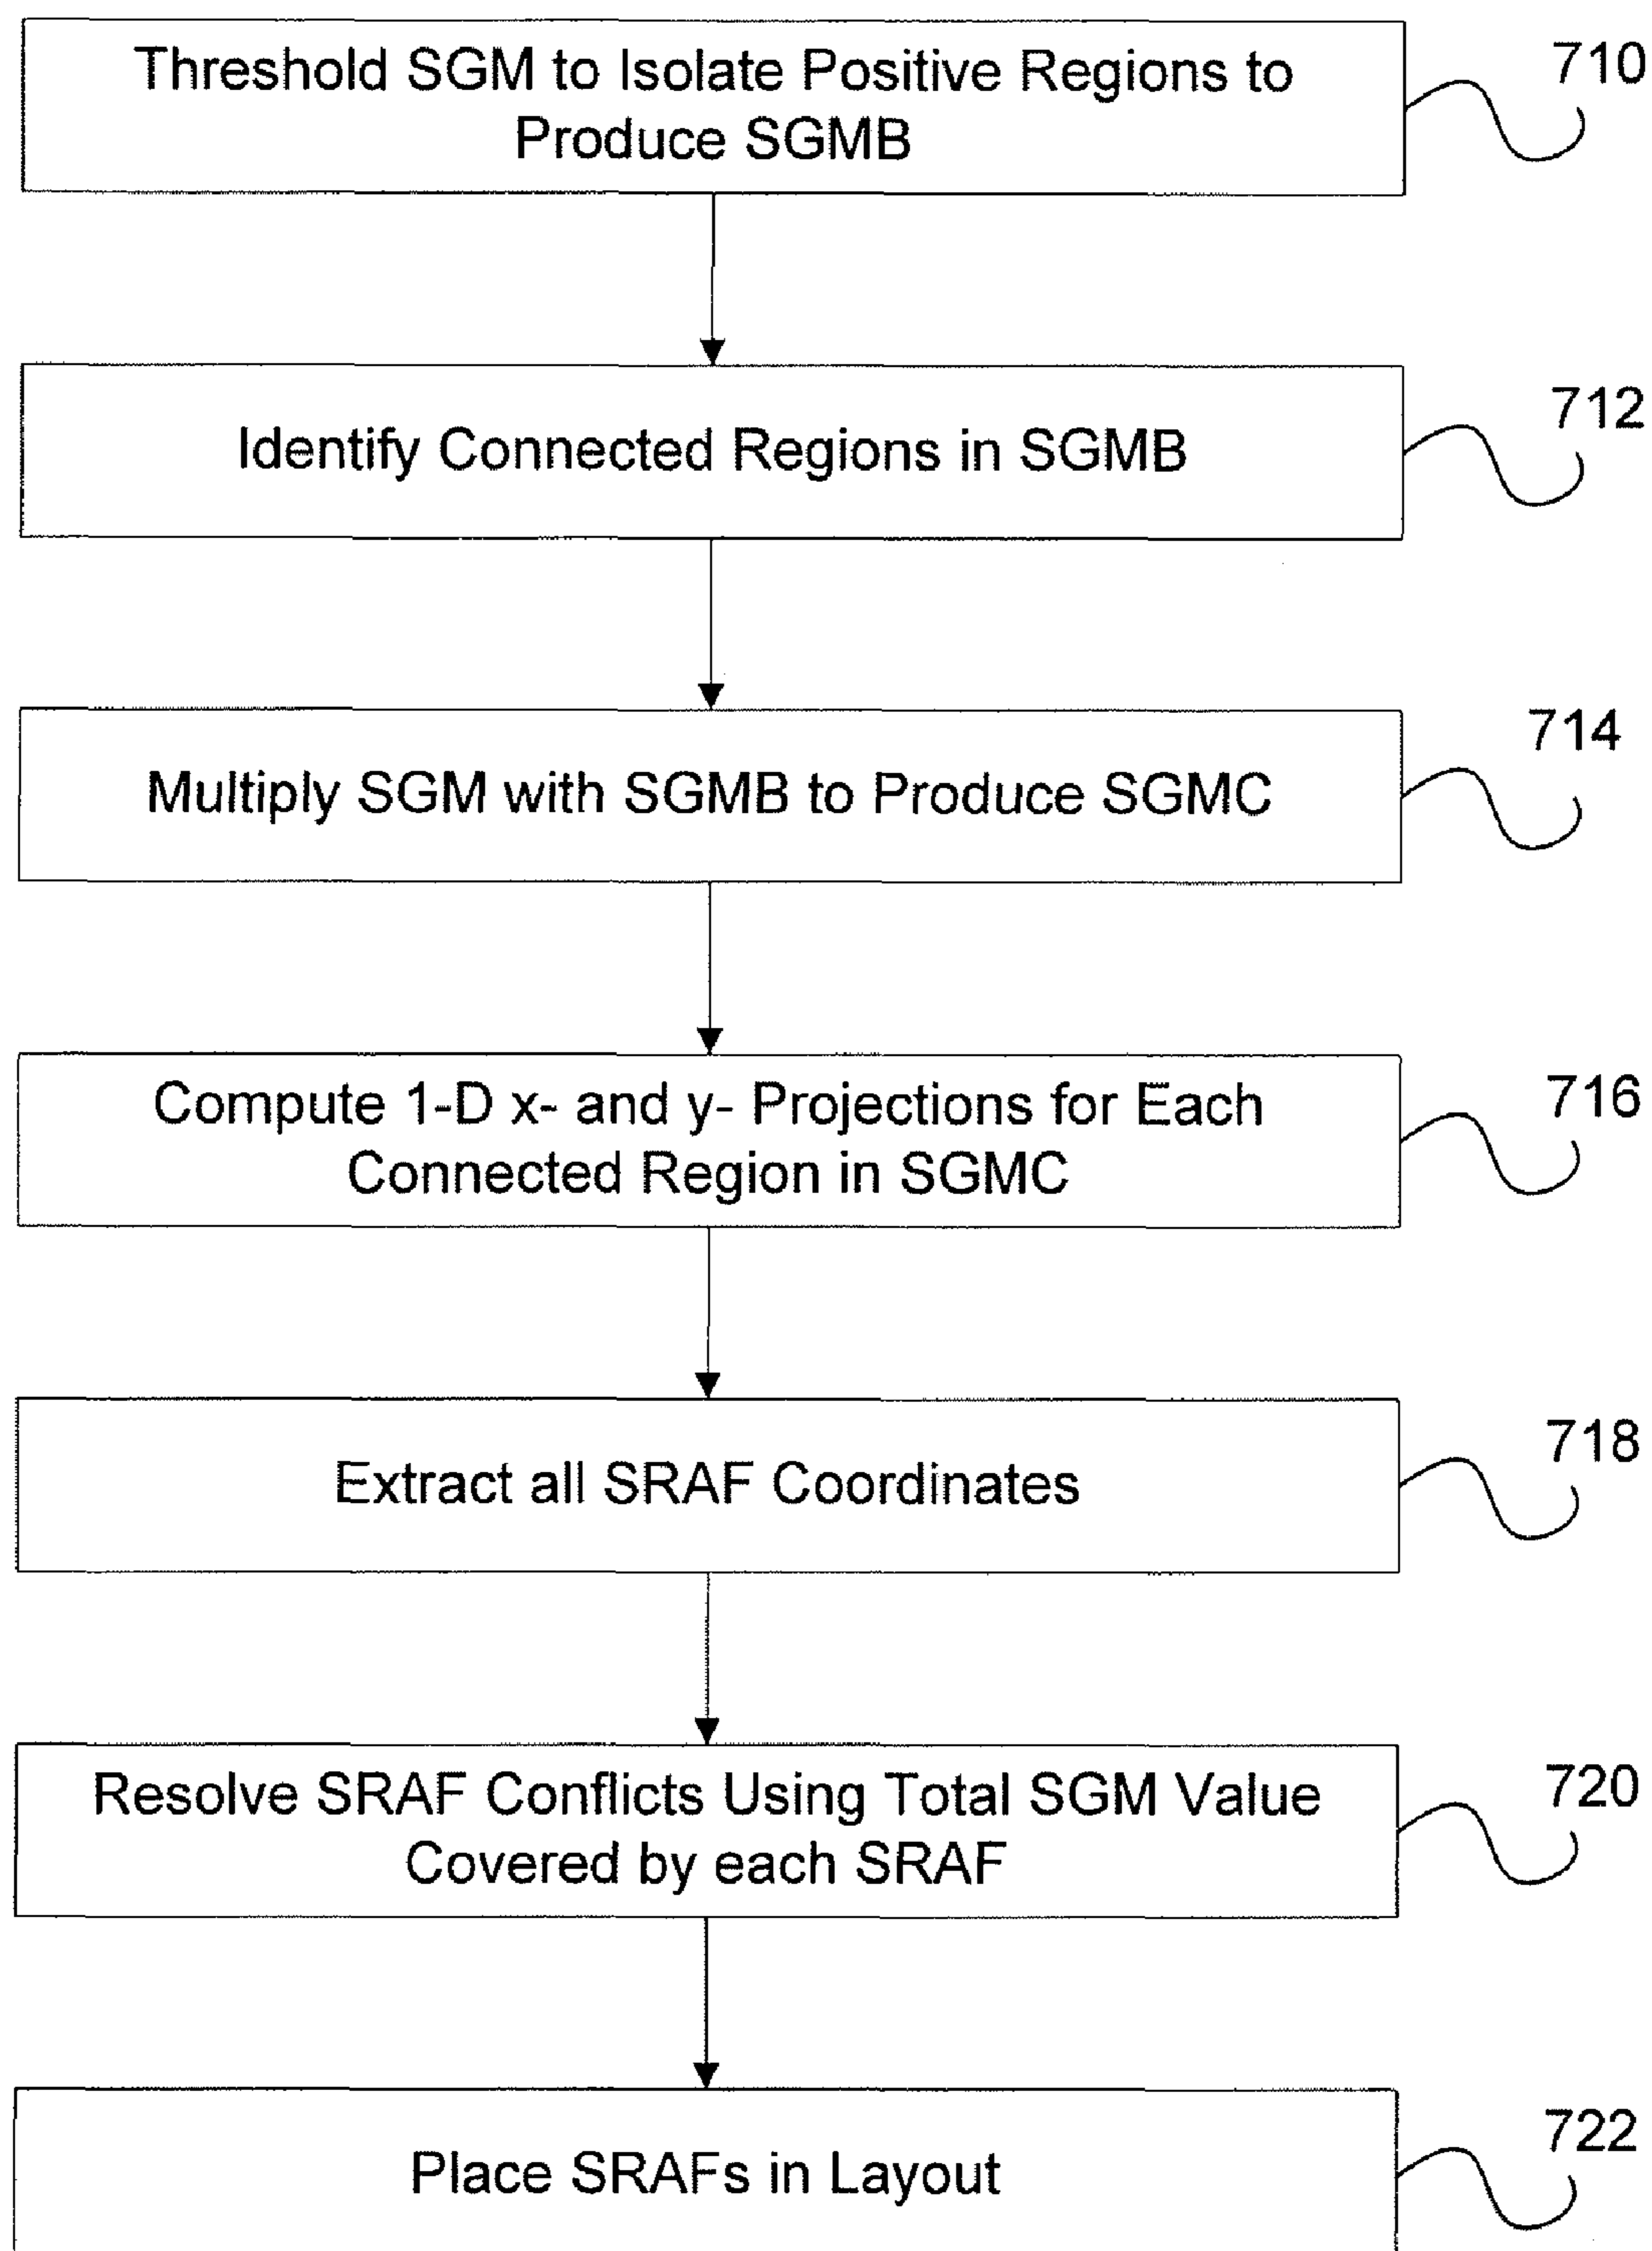 Threshold SGM to Isolate Positive Regions to
Produce SGMB
710
Identify Connected Regions in SGMB
712
Multiply SGM with SGMB to Produce SGMC
714
Compute 1-D x- and y- Projections for Each
Connected Region in SGMC
716
Extract all SRAF Coordinates
718
Resolve SRAF Conflicts Using Total SGM Value
Covered by each SRAF
720
Place SRAFs in Layout
722